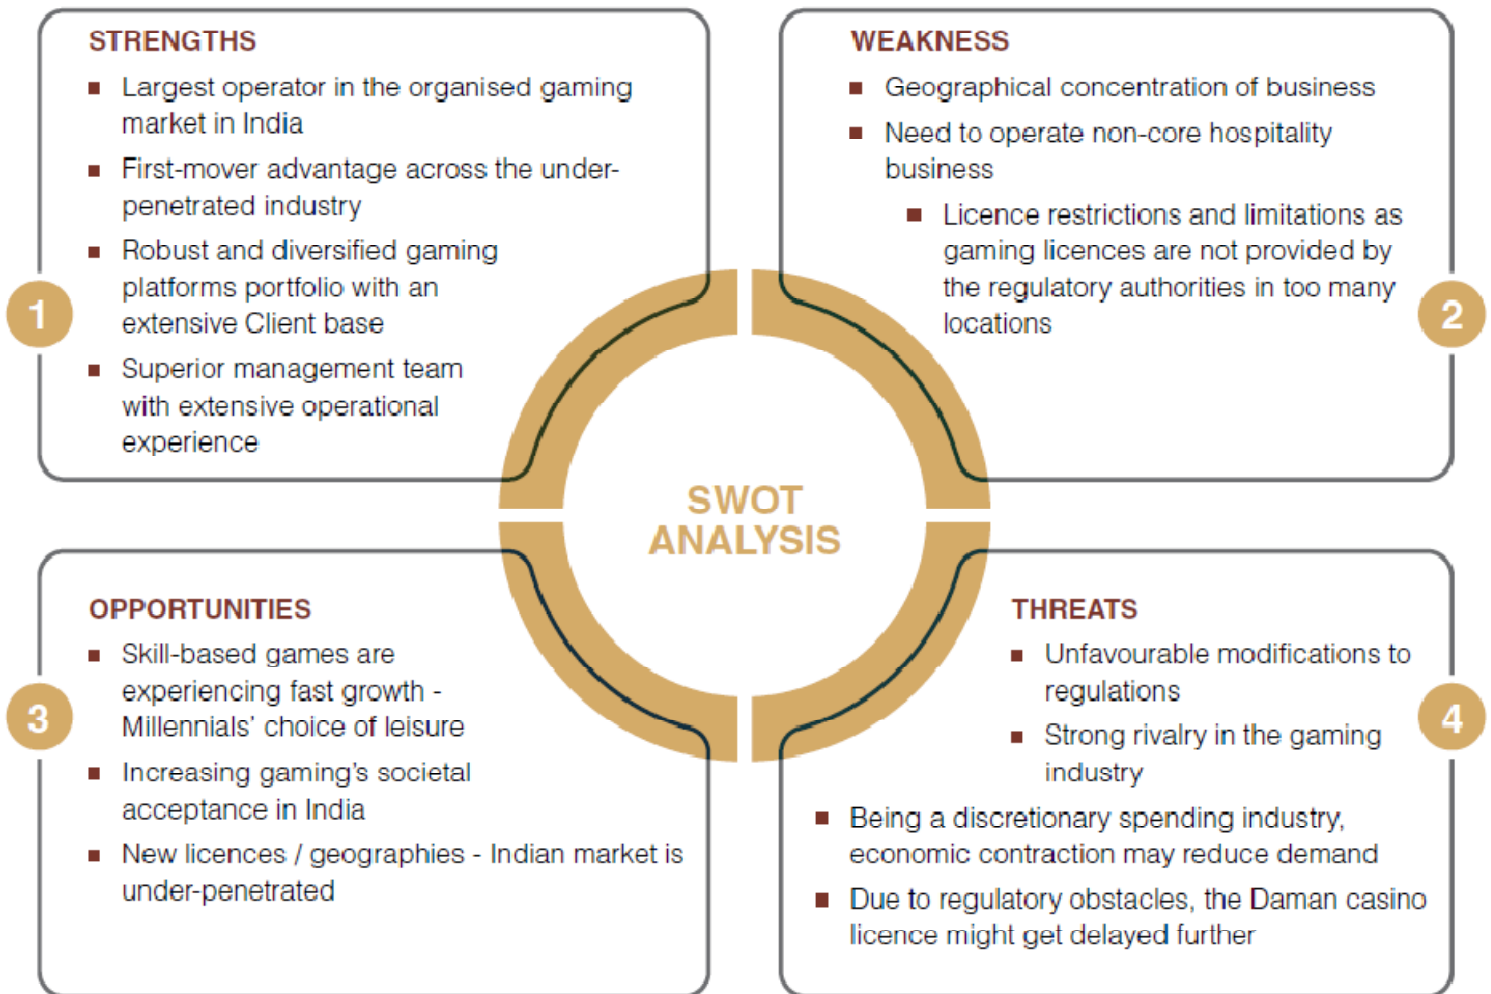 STRENGTHS
■ Largest operator in the organised gaming
market in India
■ First-mover advantage across the under-
penetrated industry
■ Robust and diversified gaming
platforms portfolio with an
extensive Client base
■ Superior management team
with extensive operational
experience
1
WEAKNESS
■ Geographical concentration of business
■ Need to operate non-core hospitality
business
■ Licence restrictions and limitations as
gaming licences are not provided by
the regulatory authorities in too many
locations
2
SWOT
ANALYSIS
OPPORTUNITIES
■ Skill-based games are
experiencing fast growth -
Millennials' choice of leisure
■ Increasing gaming's societal
acceptance in India
■ New licences / geographies - Indian market is
under-penetrated
3
THREATS
■ Unfavourable modifications to
regulations
■ Strong rivalry in the gaming
industry
■ Being a discretionary spending industry,
economic contraction may reduce demand
■ Due to regulatory obstacles, the Daman casino
licence might get delayed further
4